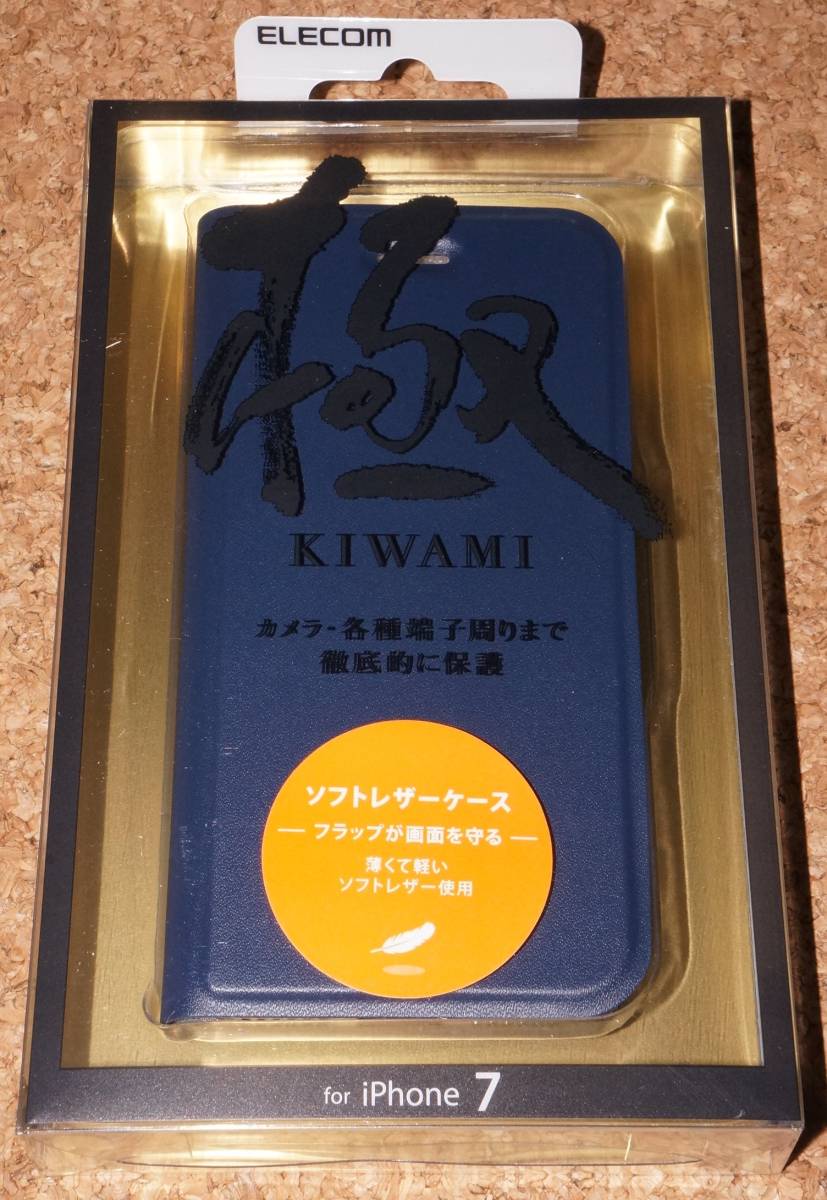 ELECOM
極
KIWAMI
カメラ・各種端子周りまで
徹底的に保護
ソフトレザーケース
フラップが画面を守る
薄くて軽い
ソフトレザー使用
for iPhone 7